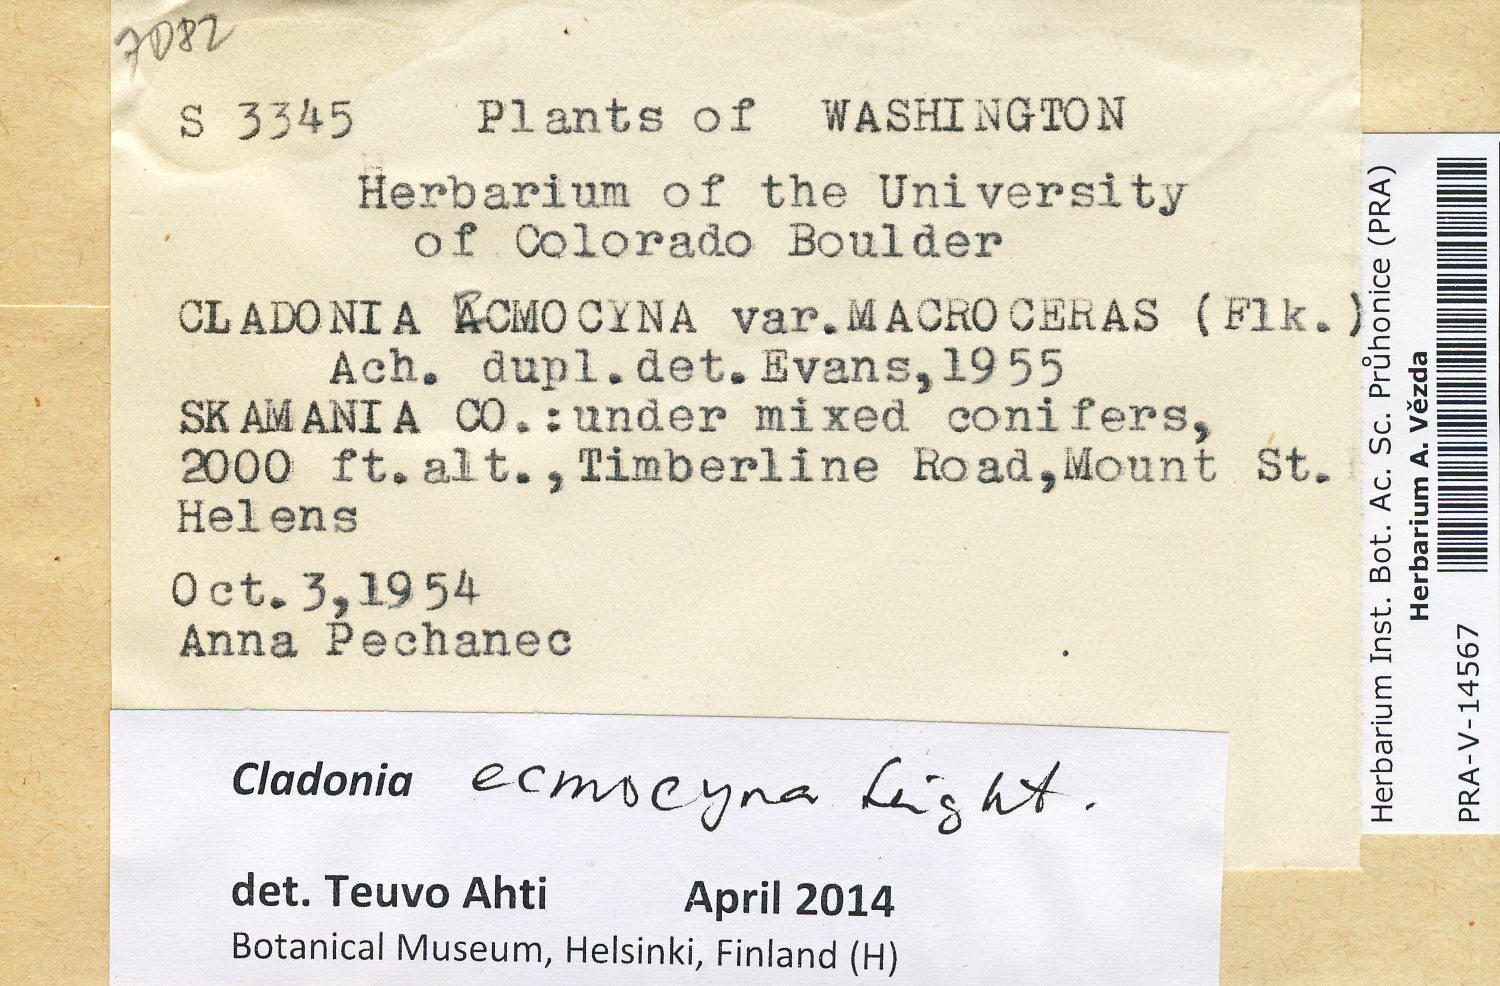 7082
S 3345 Plants of WASHINGTON
Herbarium of the University
of Colorado Boulder
CLADONIA ECMOCYNA var.MACROCERAS (Flk.)
Ach. dupl.det.Evans,1955
SKAMANIA CO.:under mixed conifers,
2000 ft.alt.,Timberline Road,Mount St.
Helens
Oct.3,1954
Anna Pechanec
Cladonia ecmocyna Leight.
det. Teuvo Ahti April 2014
Botanical Museum, Helsinki, Finland (H)
Herbarium Inst. Bot. Ac. Sc. Průhonice (PRA)
Herbarium A. Vězda
PRA-V-14567